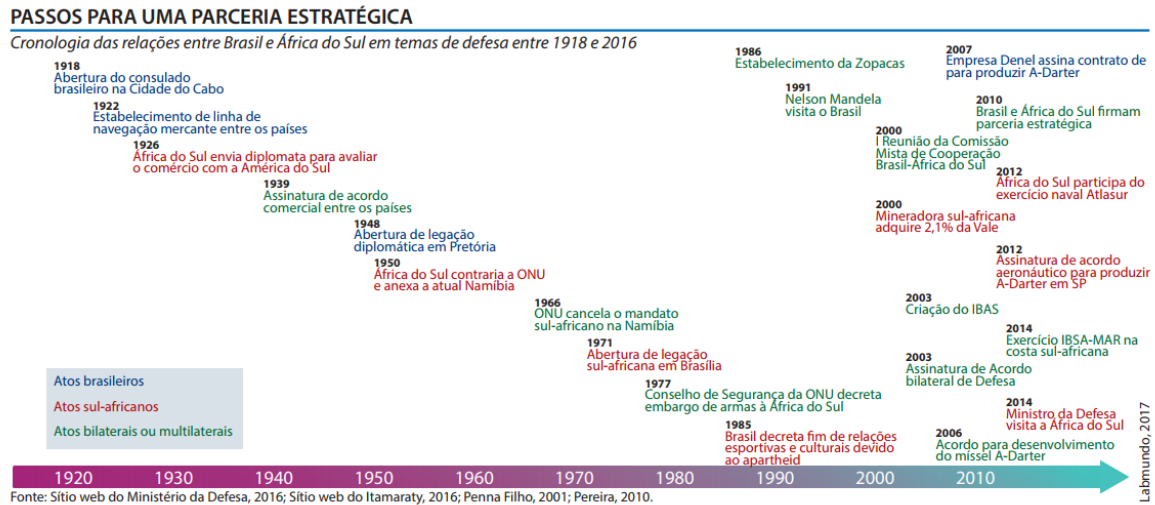 PASSOS PARA UMA PARCERIA ESTRATÉGICA
Cronologia das relações entre Brasil e África do Sul em temas de defesa entre 1918 e 2016
1918
Abertura do consulado
brasileiro na Cidade do Cabo
1922
Estabelecimento de linha de
navegação mercante entre os países
1926
África do Sul envia diplomata para avaliar
o comércio com a América do Sul
1939
Assinatura de acordo
comercial entre os países
1948
Abertura de legação
diplomática em Pretória
1950
África do Sul contraria a ONU
e anexa a atual Namíbia
1966
ONU cancela o mandato
sul-africano na Namíbia
1971
Abertura de legação
sul-africana em Brasília
1977
Conselho de Segurança da ONU decreta
embargo de armas à África do Sul
1985
Brasil decreta fim de relações
esportivas e culturais devido
ao apartheid
1986
Estabelecimento da Zopacas
1991
Nelson Mandela
visita o Brasil
2000
I Reunião da Comissão
Mista de Cooperação
Brasil-África do Sul
2000
Mineradora sul-africana
adquire 2,1% da Vale
2003
Criação do IBAS
2003
Assinatura de Acordo
bilateral de Defesa
2006
Acordo para desenvolvimento
do míssel A-Darter
2007
Empresa Denel assina contrato de
para produzir A-Darter
2010
Brasil e África do Sul firmam
parceria estratégica
2012
África do Sul participa do
exercício naval Atlasur
2012
Assinatura de acordo
aeronáutico para produzir
A-Darter em SP
2014
Exercício IBSA-MAR na
costa sul-africana
2014
Ministro da Defesa
visita a África do Sul
Atos brasileiros
Atos sul-africanos
Atos bilaterais ou multilaterais
1920 1930 1940 1950 1960 1970 1980 1990 2000 2010
Fonte: Sítio web do Ministério da Defesa, 2016; Sítio web do Itamaraty, 2016; Penna Filho, 2001; Pereira, 2010.
Labmundo, 2017